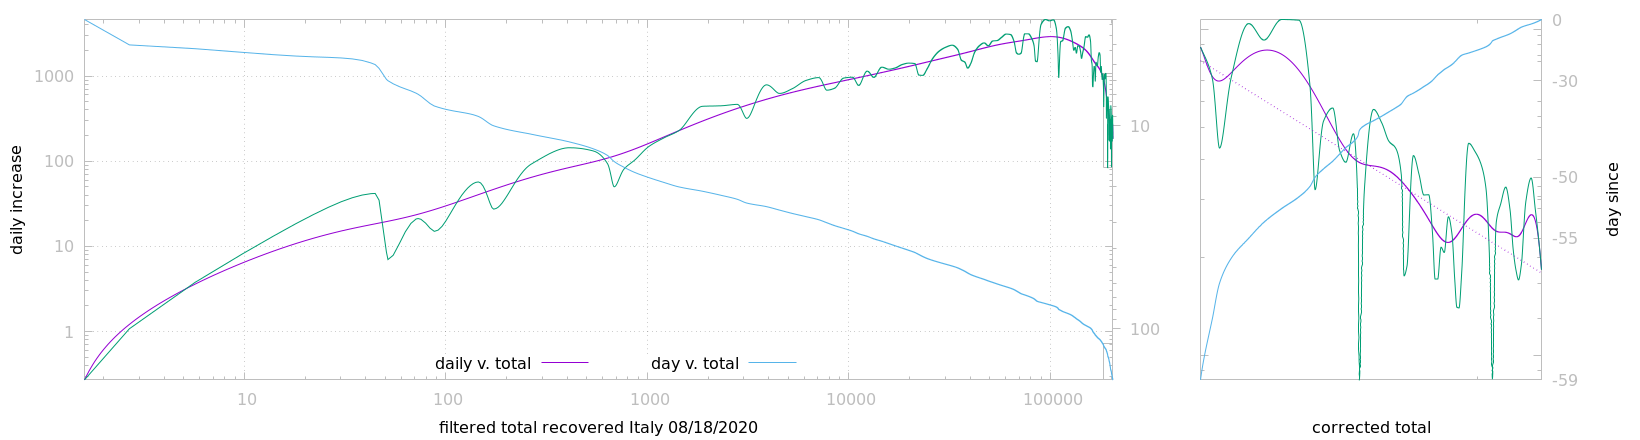 daily increase
1000
100
10
1
10
100
1000
10000
100000
daily v. total
day v. total
filtered total recovered Italy 08/18/2020
10
100
0
-30
-50
-55
-59
day since
corrected total